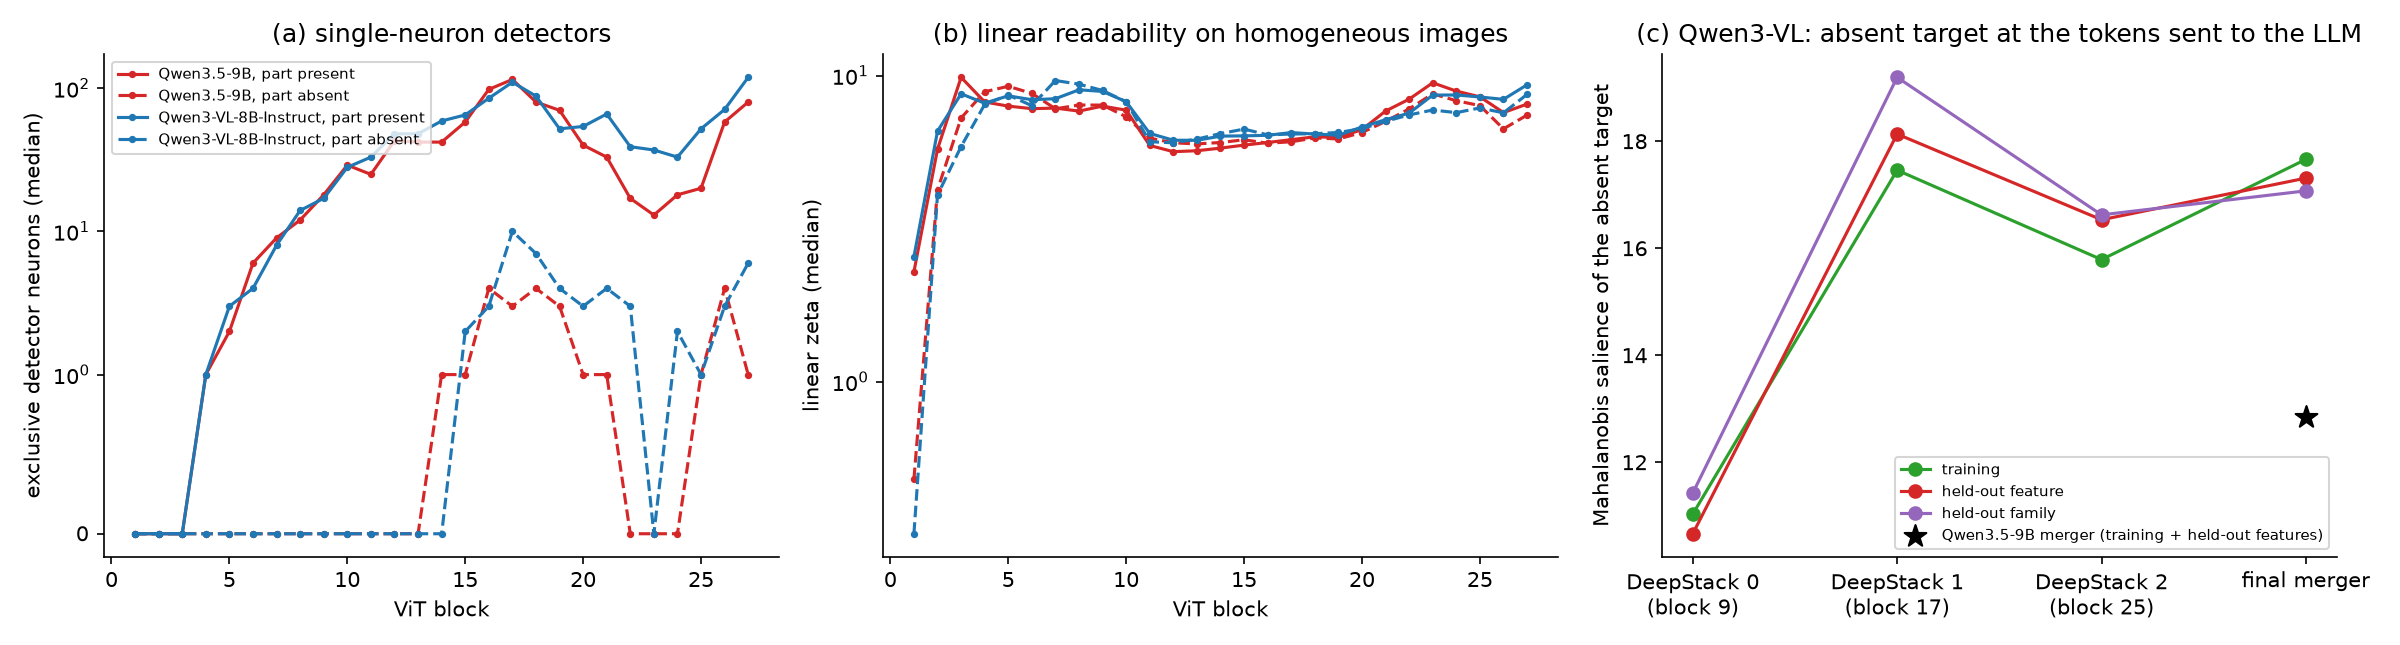 (a) single-neuron detectors
exclusive detector neurons (median)
10²
10¹
10⁰
0
Qwen3.5-9B, part present
Qwen3.5-9B, part absent
Qwen3-VL-8B-Instruct, part present
Qwen3-VL-8B-Instruct, part absent
0 5 10 15 20 25
ViT block
(b) linear readability on homogeneous images
linear zeta (median)
10¹
10⁰
0 5 10 15 20 25
ViT block
(c) Qwen3-VL: absent target at the tokens sent to the LLM
Mahalanobis salience of the absent target
18
16
14
12
training
held-out feature
held-out family
Qwen3.5-9B merger (training + held-out features)
DeepStack 0
(block 9)
DeepStack 1
(block 17)
DeepStack 2
(block 25)
final merger